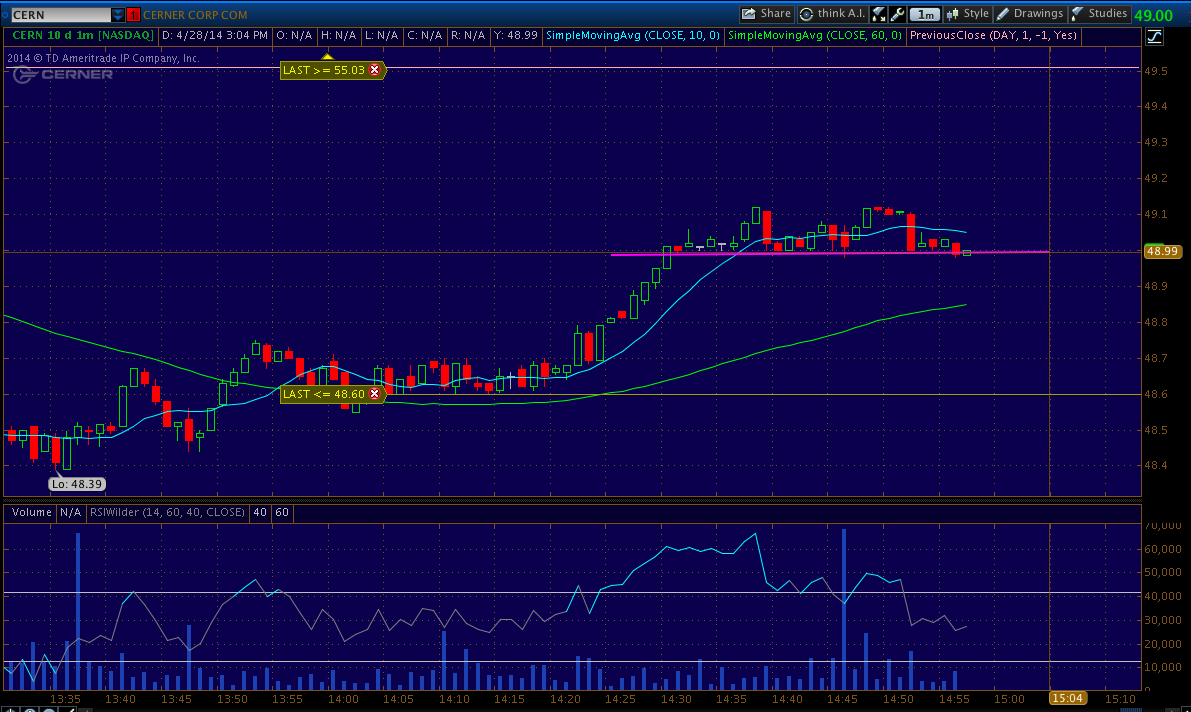 CERN 1 CERNER CORP COM Share think A.I. 1m Style Drawings Studies 49.00
CERN 10 d 1m [NASDAQ] D: 4/28/14 3:04 PM O: N/A H: N/A L: N/A C: N/A R: N/A Y: 48.99 SimpleMovingAvg (CLOSE, 10, 0) SimpleMovingAvg (CLOSE, 60, 0) PreviousClose (DAY, 1, -1, Yes)
2014 © TD Ameritrade IP Company, Inc.
CERNER
LAST >= 55.03
49.5
49.4
49.3
49.2
49.1
48.99
48.9
48.8
48.7
LAST <= 48.60
48.6
48.5
48.4
Lo: 48.39
Volume N/A RSIWilder (14, 60, 40, CLOSE) 40 60
70,000
60,000
50,000
40,000
30,000
20,000
10,000
0
13:35 13:40 13:45 13:50 13:55 14:00 14:05 14:10 14:15 14:20 14:25 14:30 14:35 14:40 14:45 14:50 14:55 15:00 15:04 15:10